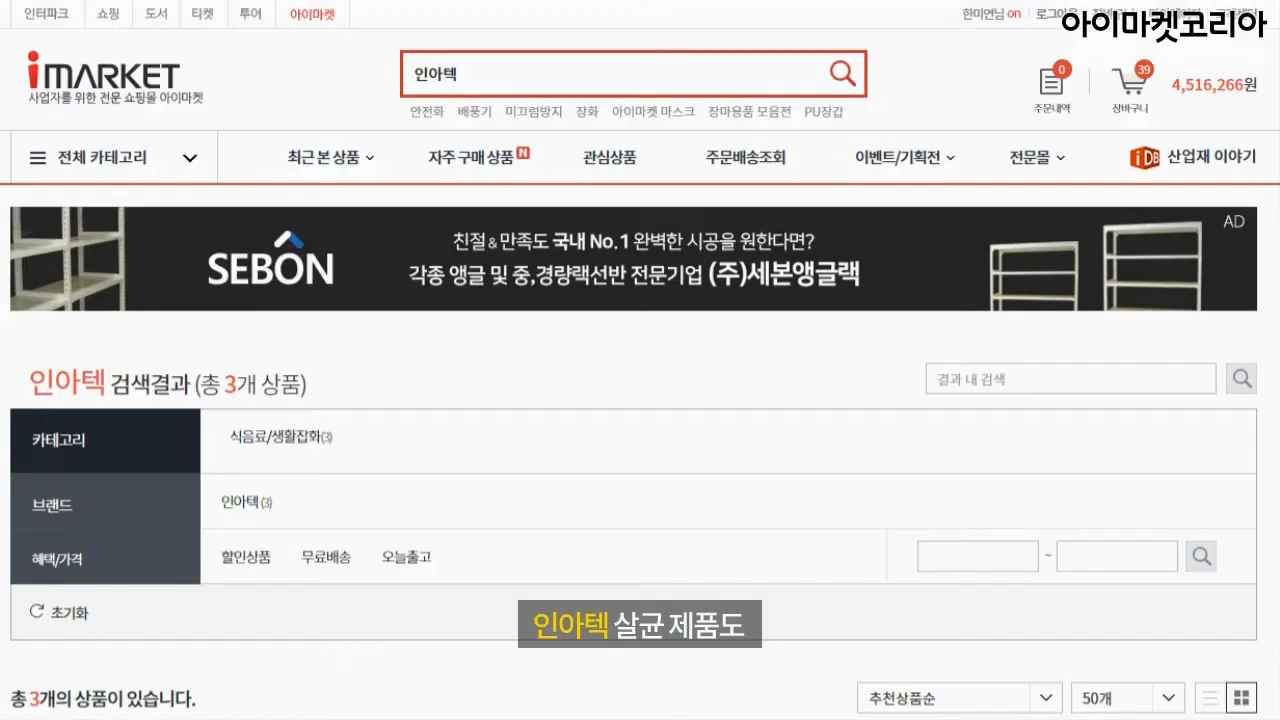 인터파크 쇼핑 도서 티켓 투어 아이마켓
한미연님 on
아이마켓코리아
iMARKET
사업자를 위한 전문 쇼핑몰 아이마켓
인아텍
안전화 배풍기 미끄럼방지 장화 아이마켓 마스크 장마용품 모음전 PU장갑
0
주문내역
39
장바구니
4,516,266원
전체 카테고리
최근 본 상품
자주 구매 상품 N
관심상품
주문배송조회
이벤트/기획전
전문몰
iDB 산업재 이야기
SEBON
친절&만족도 국내 No.1 완벽한 시공을 원한다면?
각종 앵글 및 중,경량랙선반 전문기업 (주)세본앵글랙
AD
인아텍 검색결과 (총 3개 상품)
결과 내 검색
카테고리
식음료/생활잡화(3)
브랜드
인아텍 (3)
혜택/가격
할인상품 무료배송 오늘출고
~
초기화
인아텍 살균 제품도
총 3개의 상품이 있습니다.
추천상품순
50개